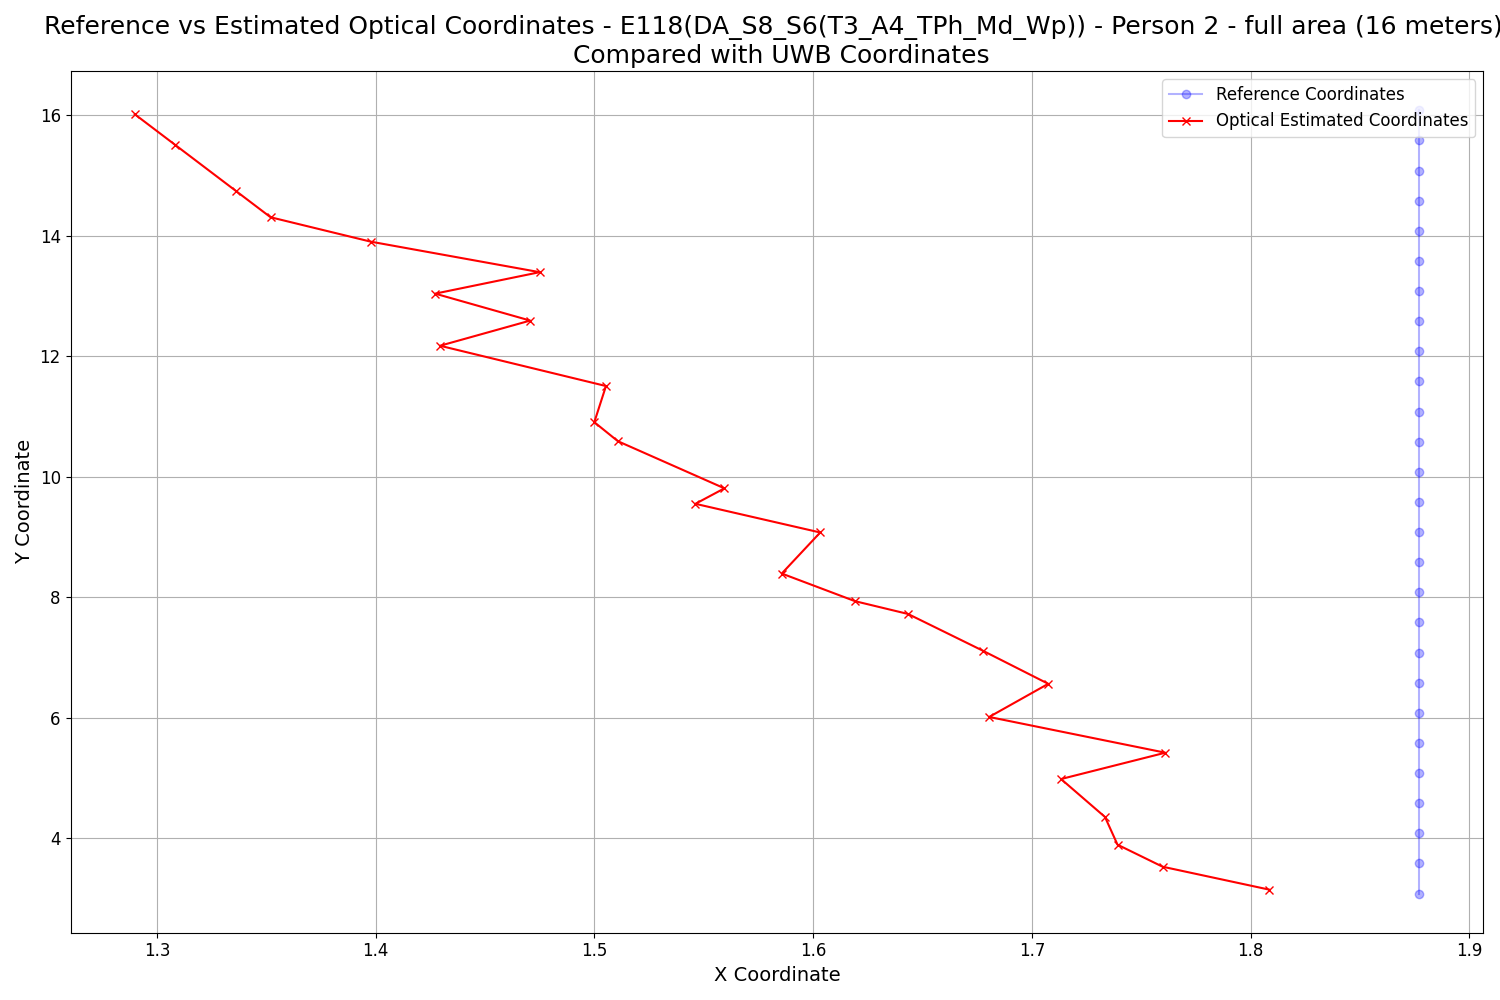 Reference vs Estimated Optical Coordinates - E118(DA_S8_S6(T3_A4_TPh_Md_Wp)) - Person 2 - full area (16 meters)
Compared with UWB Coordinates
Reference Coordinates
Optical Estimated Coordinates
Y Coordinate
16
14
12
10
8
6
4
1.3
1.4
1.5
1.6
1.7
1.8
1.9
X Coordinate